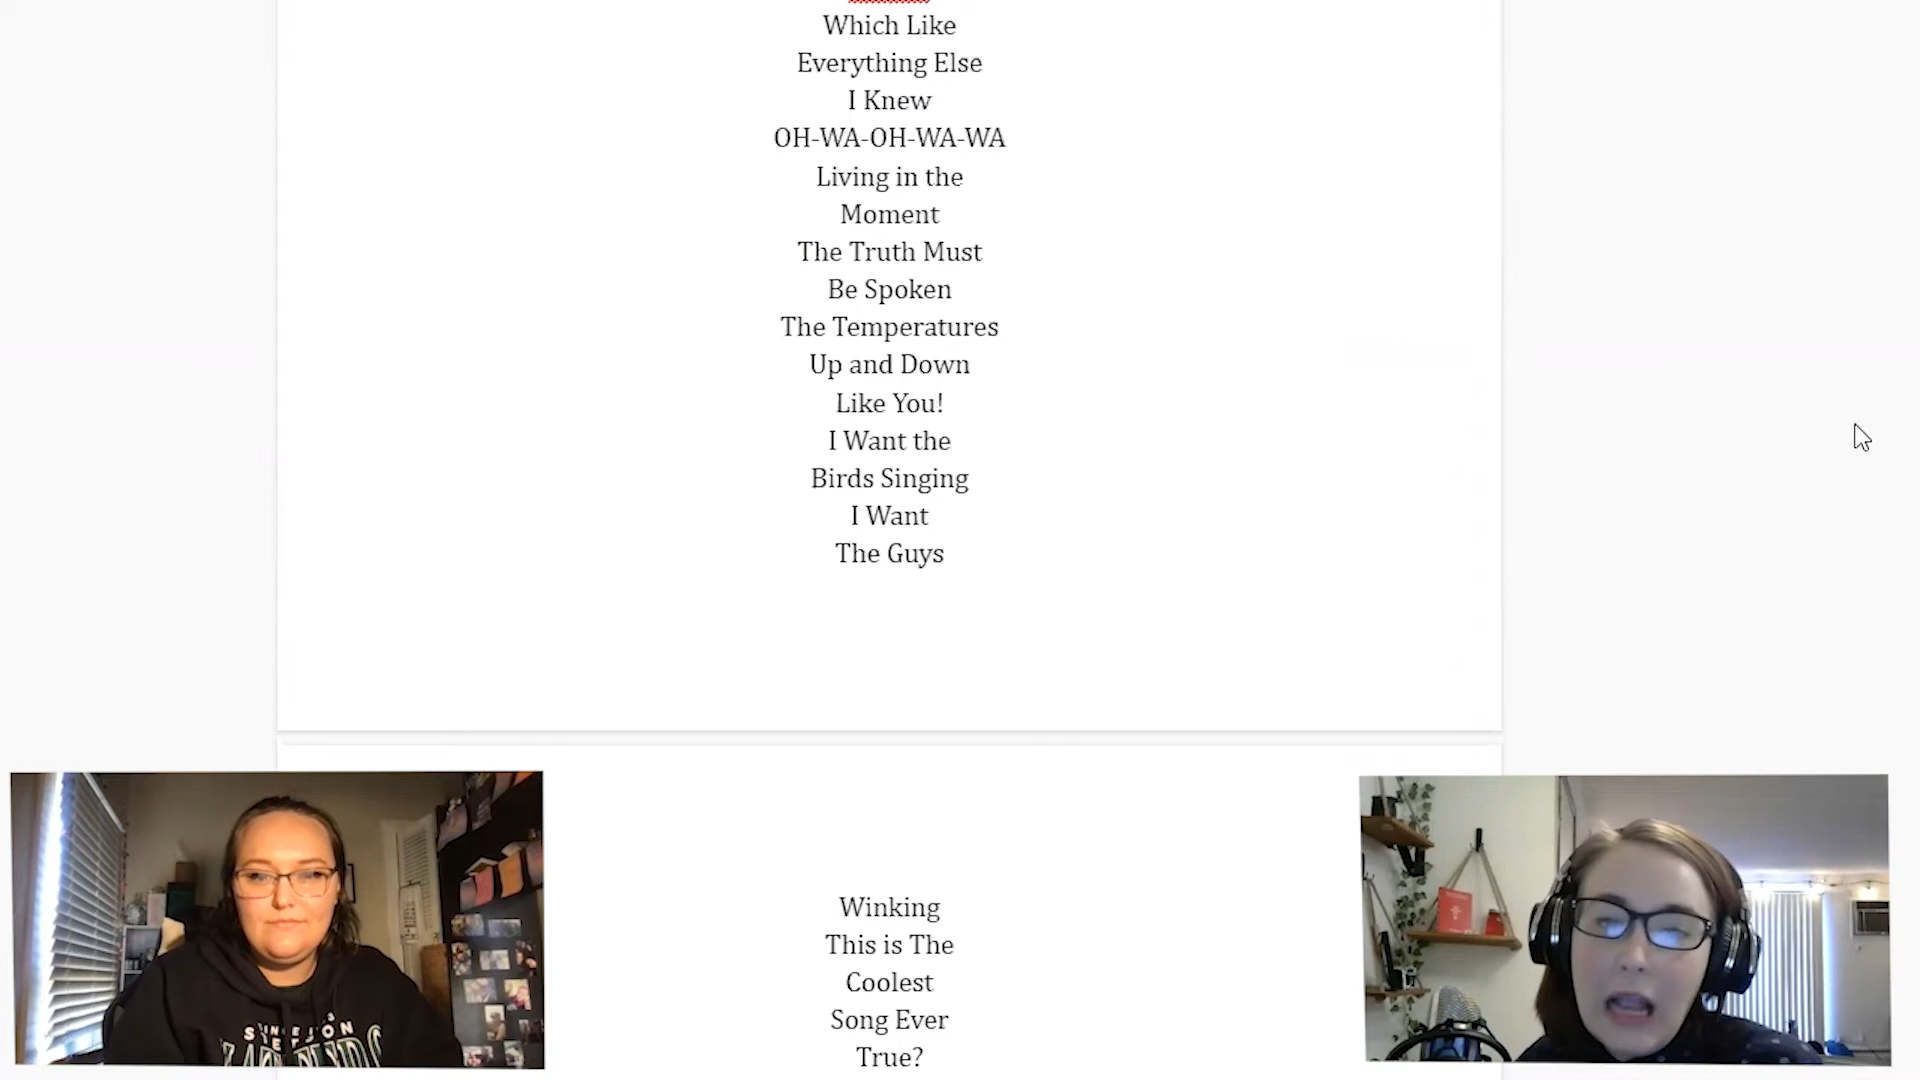 Which Like
Everything Else
I Knew
OH-WA-OH-WA-WA
Living in the
Moment
The Truth Must
Be Spoken
The Temperatures
Up and Down
Like You!
I Want the
Birds Singing
I Want
The Guys
Winking
This is The
Coolest
Song Ever
True?